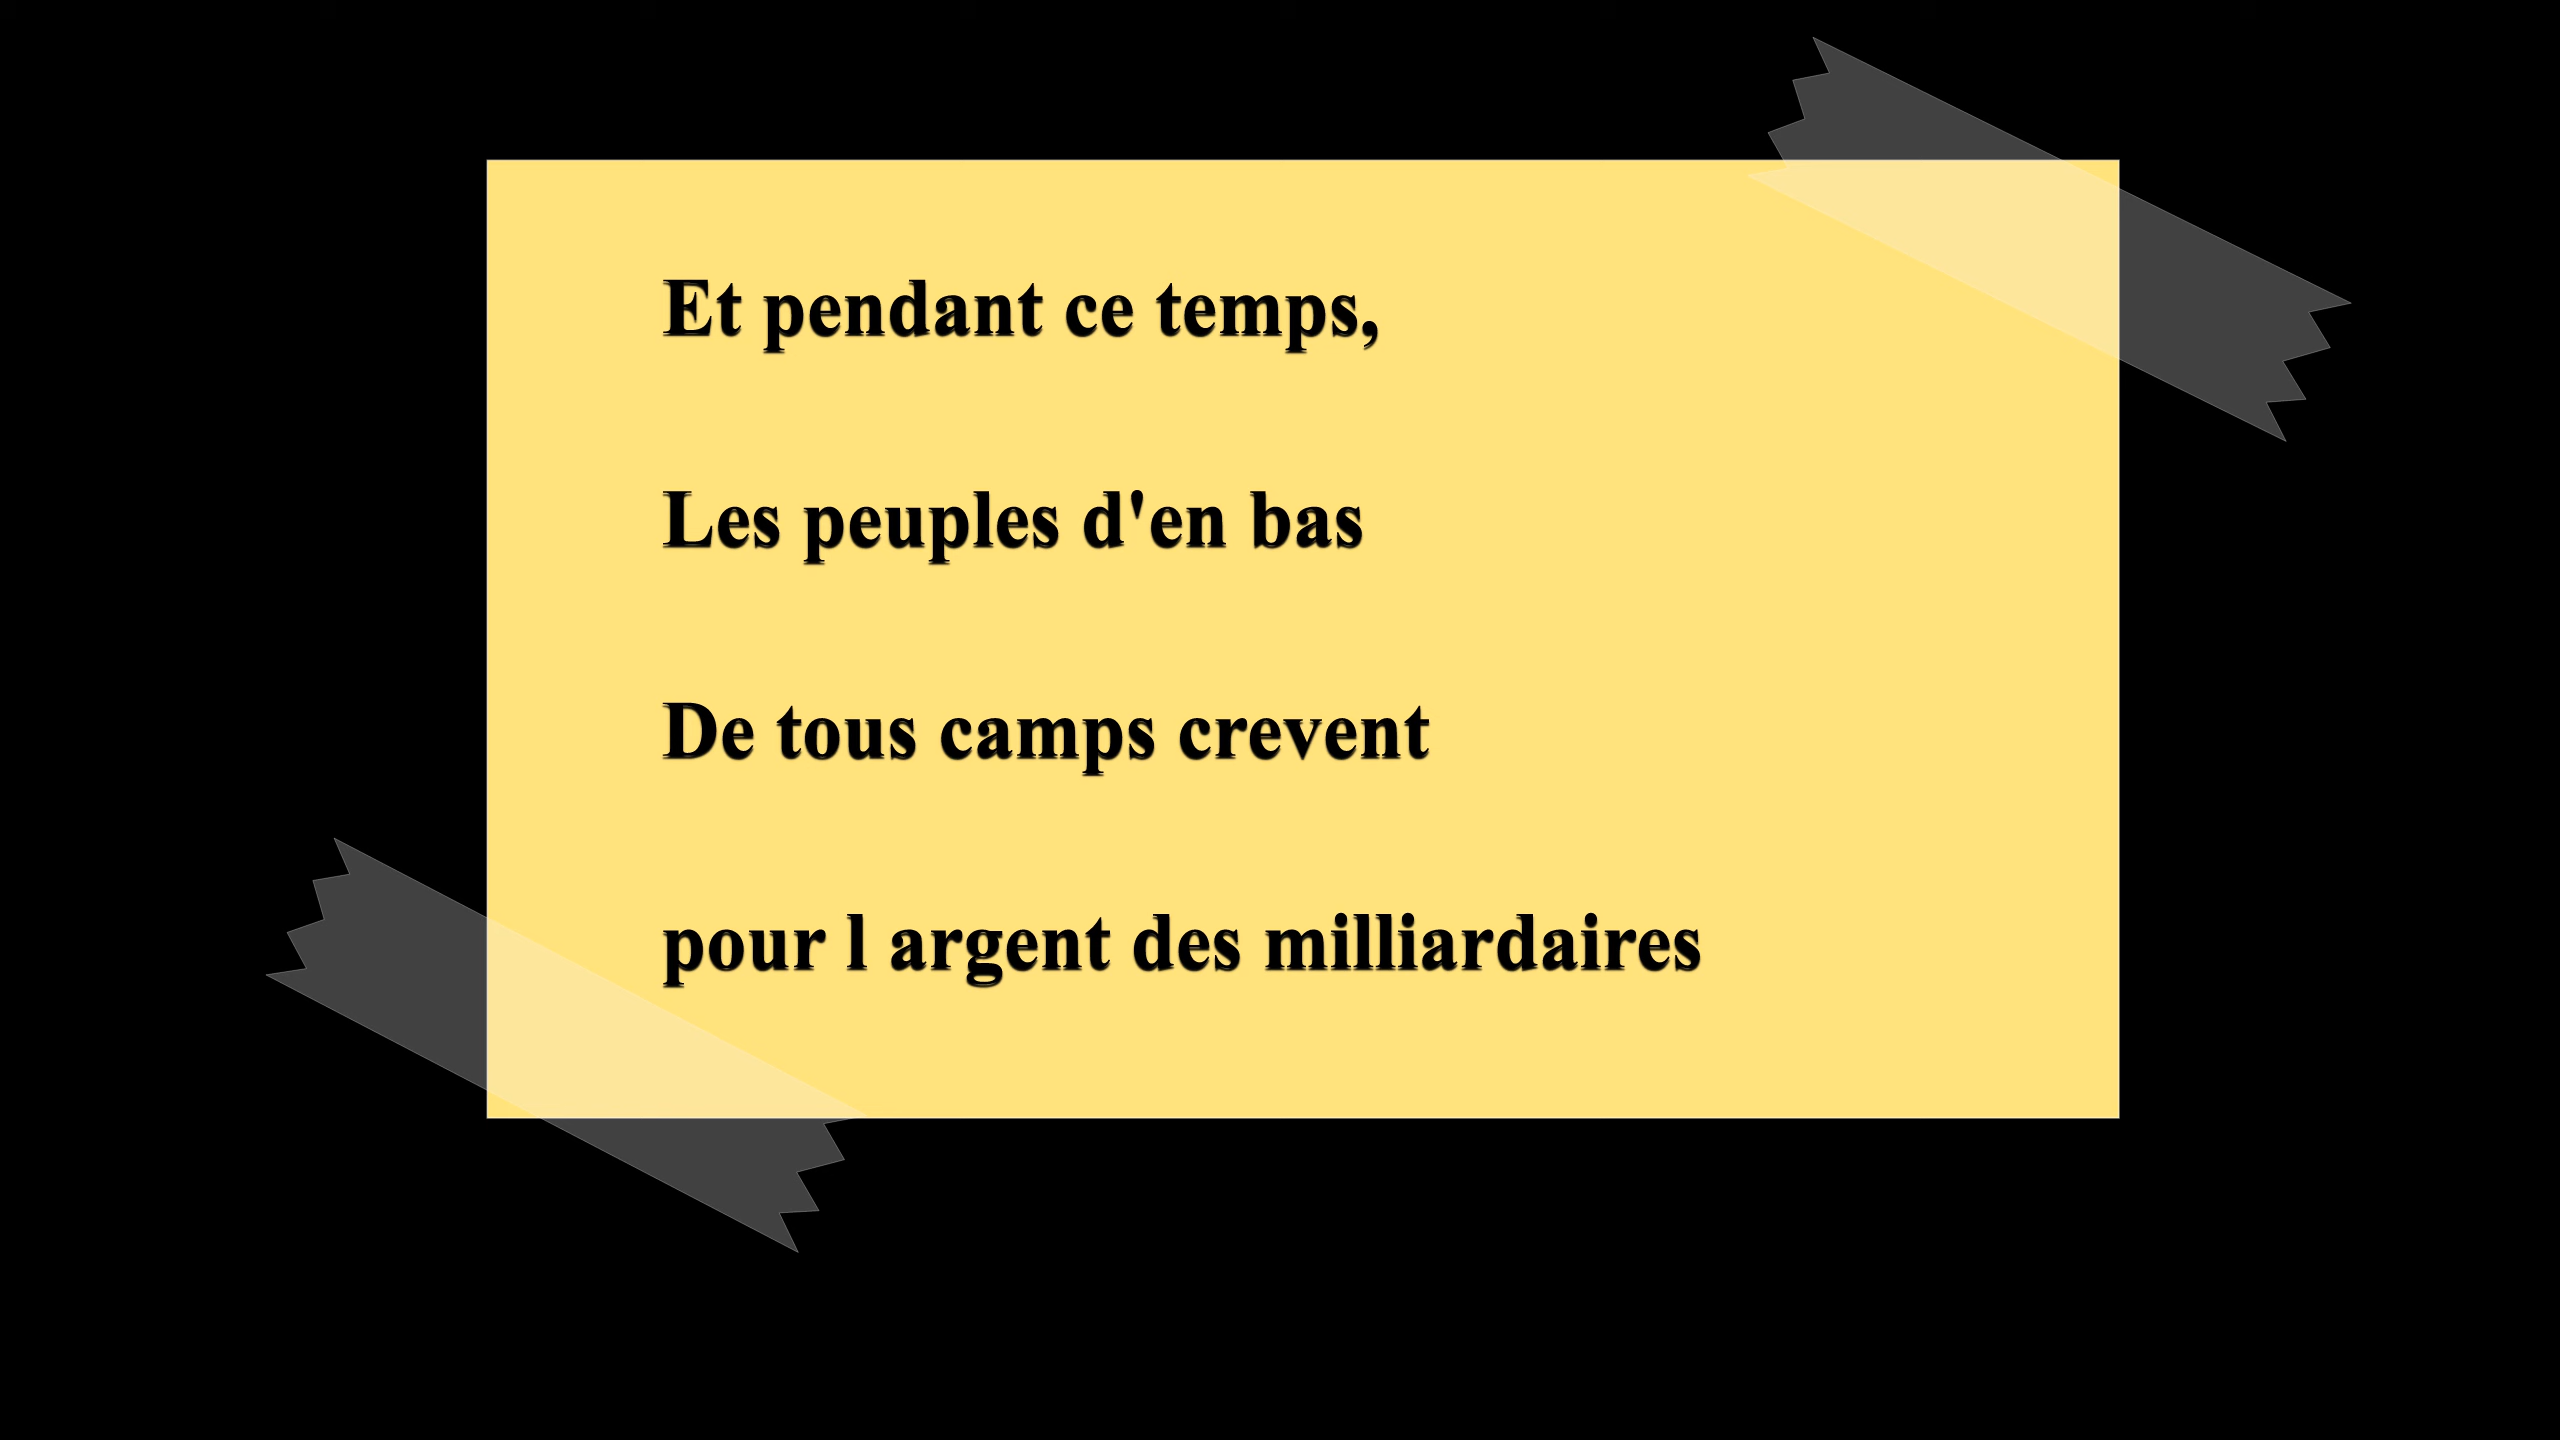 Et pendant ce temps,
Les peuples d'en bas
De tous camps crevent
pour l argent des milliardaires